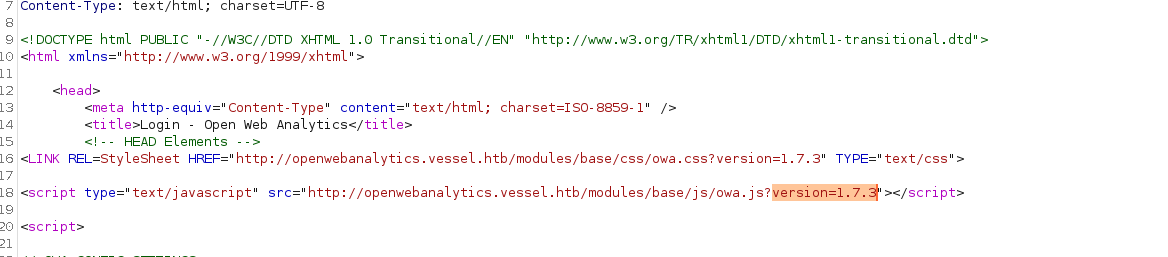 7 Content-Type: text/html; charset=UTF-8
8
9 <!DOCTYPE html PUBLIC "-//W3C//DTD XHTML 1.0 Transitional//EN" "http://www.w3.org/TR/xhtml1/DTD/xhtml1-transitional.dtd">
10 <html xmlns="http://www.w3.org/1999/xhtml">
11
12 <head>
13 <meta http-equiv="Content-Type" content="text/html; charset=ISO-8859-1" />
14 <title>Login - Open Web Analytics</title>
15 <!-- HEAD Elements -->
16 <LINK REL=StyleSheet HREF="http://openwebanalytics.vessel.htb/modules/base/css/owa.css?version=1.7.3" TYPE="text/css">
17
18 <script type="text/javascript" src="http://openwebanalytics.vessel.htb/modules/base/js/owa.js?version=1.7.3"></script>
19
20 <script>
21